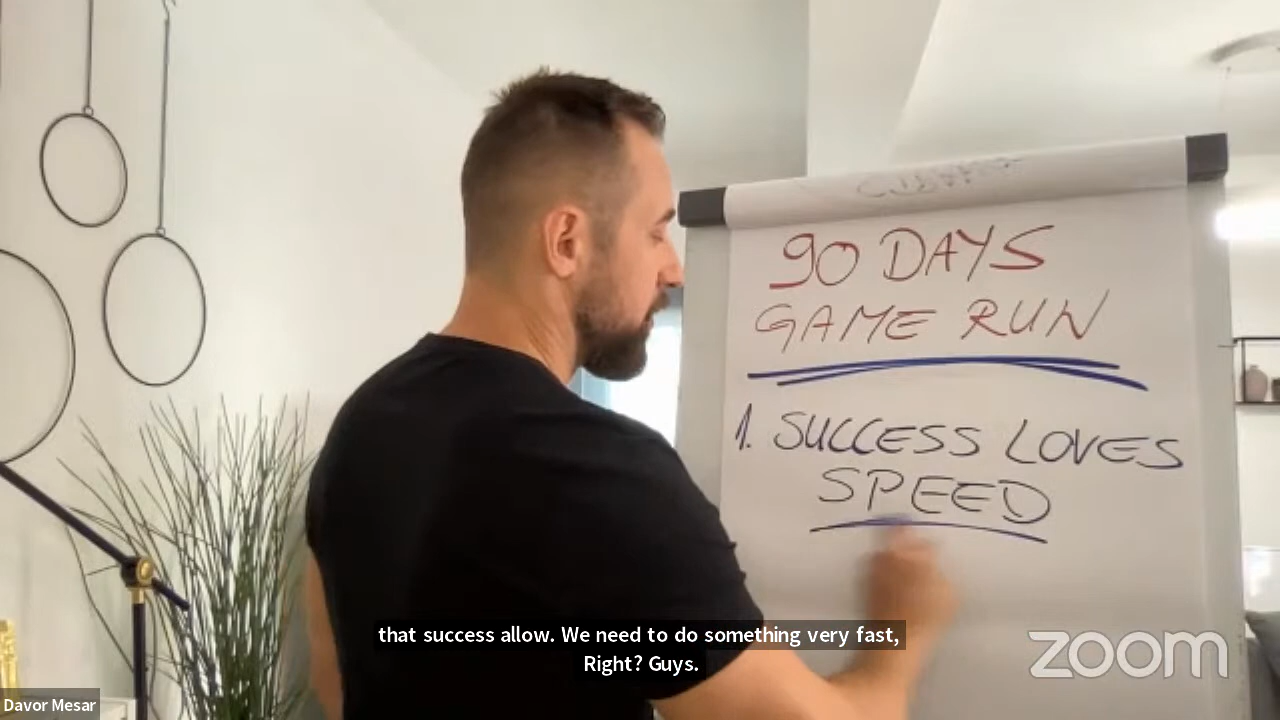 90 DAYS
GAME RUN
1. SUCCESS LOVES
SPEED
that success allow. We need to do something very fast,
Right? Guys.
zoom
Davor Mesar